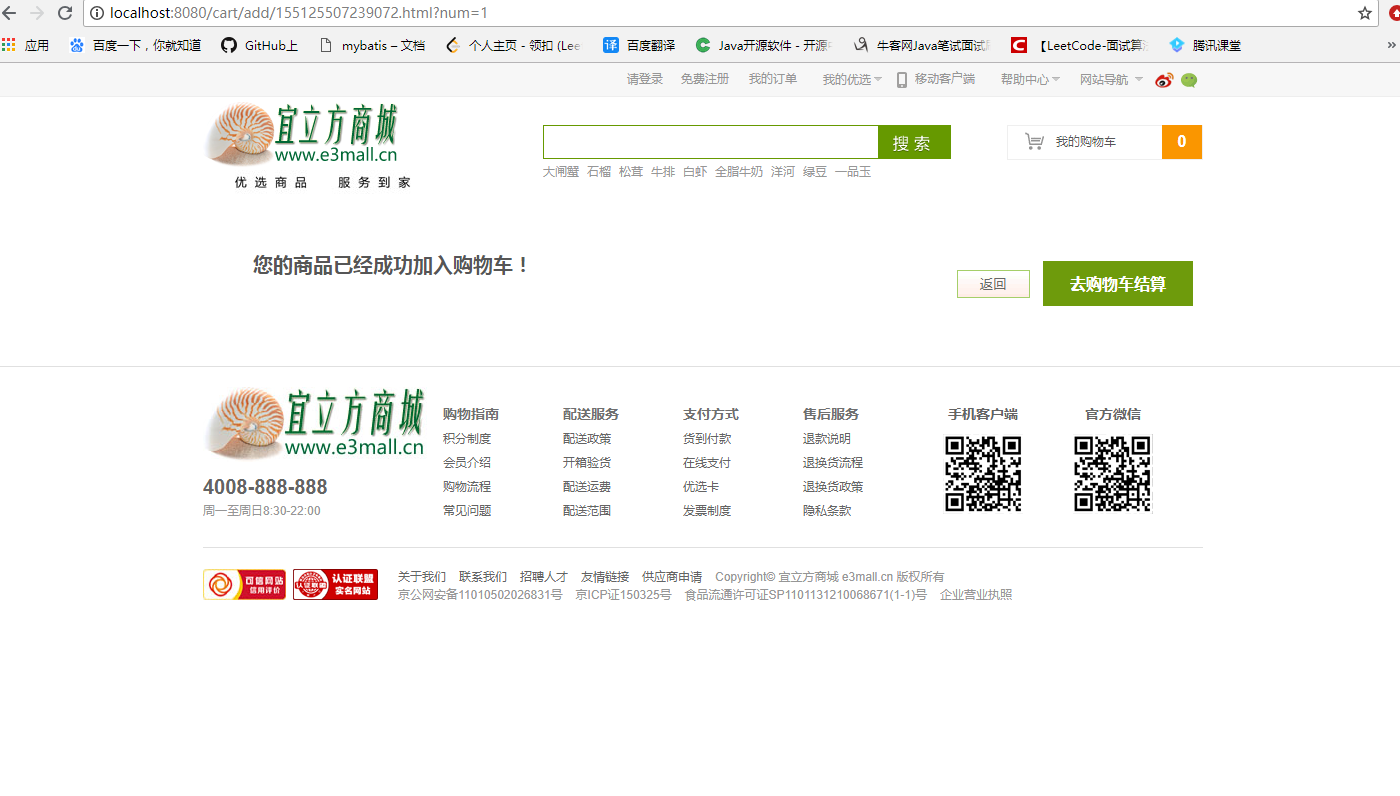 localhost:8080/cart/add/155125507239072.html?num=1
应用 百度一下，你就知道 GitHub上 mybatis – 文档 个人主页 - 领扣 (Lee 百度翻译 Java开源软件 - 开源 牛客网Java笔试面试 【LeetCode-面试算 腾讯课堂 »
请登录 免费注册 我的订单 我的优选 移动客户端 帮助中心 网站导航
宜立方商城
www.e3mall.cn
优选商品 服务到家
搜 索
我的购物车 0
大闸蟹 石榴 松茸 牛排 白虾 全脂牛奶 洋河 绿豆 一品玉
您的商品已经成功加入购物车！
返回 去购物车结算
宜立方商城
www.e3mall.cn
4008-888-888
周一至周日8:30-22:00
购物指南
积分制度
会员介绍
购物流程
常见问题
配送服务
配送政策
开箱验货
配送运费
配送范围
支付方式
货到付款
在线支付
优选卡
发票制度
售后服务
退款说明
退换货流程
退换货政策
隐私条款
手机客户端
官方微信
可信网站
信用评价
认证联盟
实名网站
关于我们 联系我们 招聘人才 友情链接 供应商申请 Copyright© 宜立方商城 e3mall.cn 版权所有
京公网安备11010502026831号 京ICP证150325号 食品流通许可证SP1101131210068671(1-1)号 企业营业执照